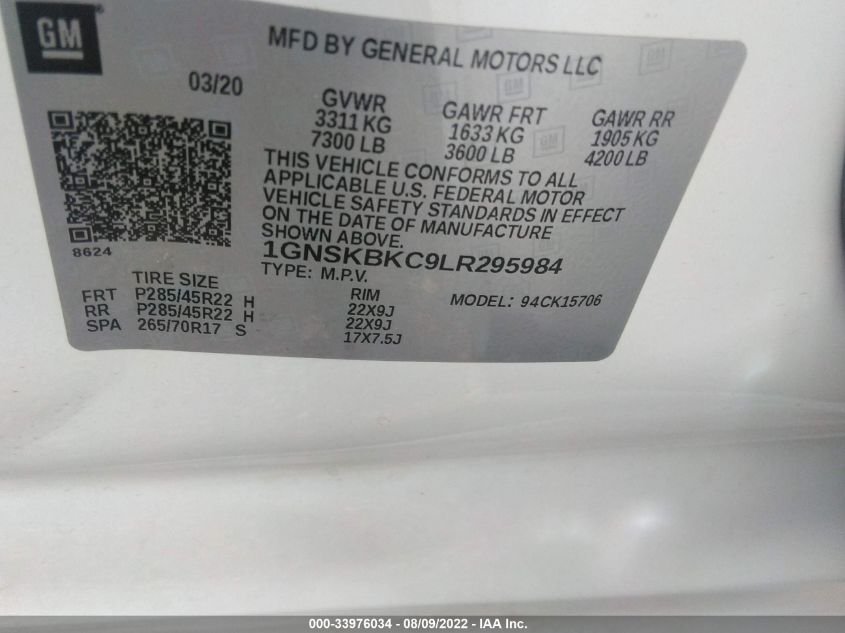 GM
MFD BY GENERAL MOTORS LLC
03/20
GVWR
3311 KG
7300 LB
GAWR FRT
1633 KG
3600 LB
GAWR RR
1905 KG
4200 LB
THIS VEHICLE CONFORMS TO ALL
APPLICABLE U.S. FEDERAL MOTOR
VEHICLE SAFETY STANDARDS IN EFFECT
ON THE DATE OF MANUFACTURE
SHOWN ABOVE.
8624
1GNSKBKC9LR295984
TYPE: M.P.V.
MODEL: 94CK15706
TIRE SIZE RIM
FRT P285/45R22 H 22X9J
RR P285/45R22 H 22X9J
SPA 265/70R17 S 17X7.5J
000-33976034 - 08/09/2022 - IAA Inc.